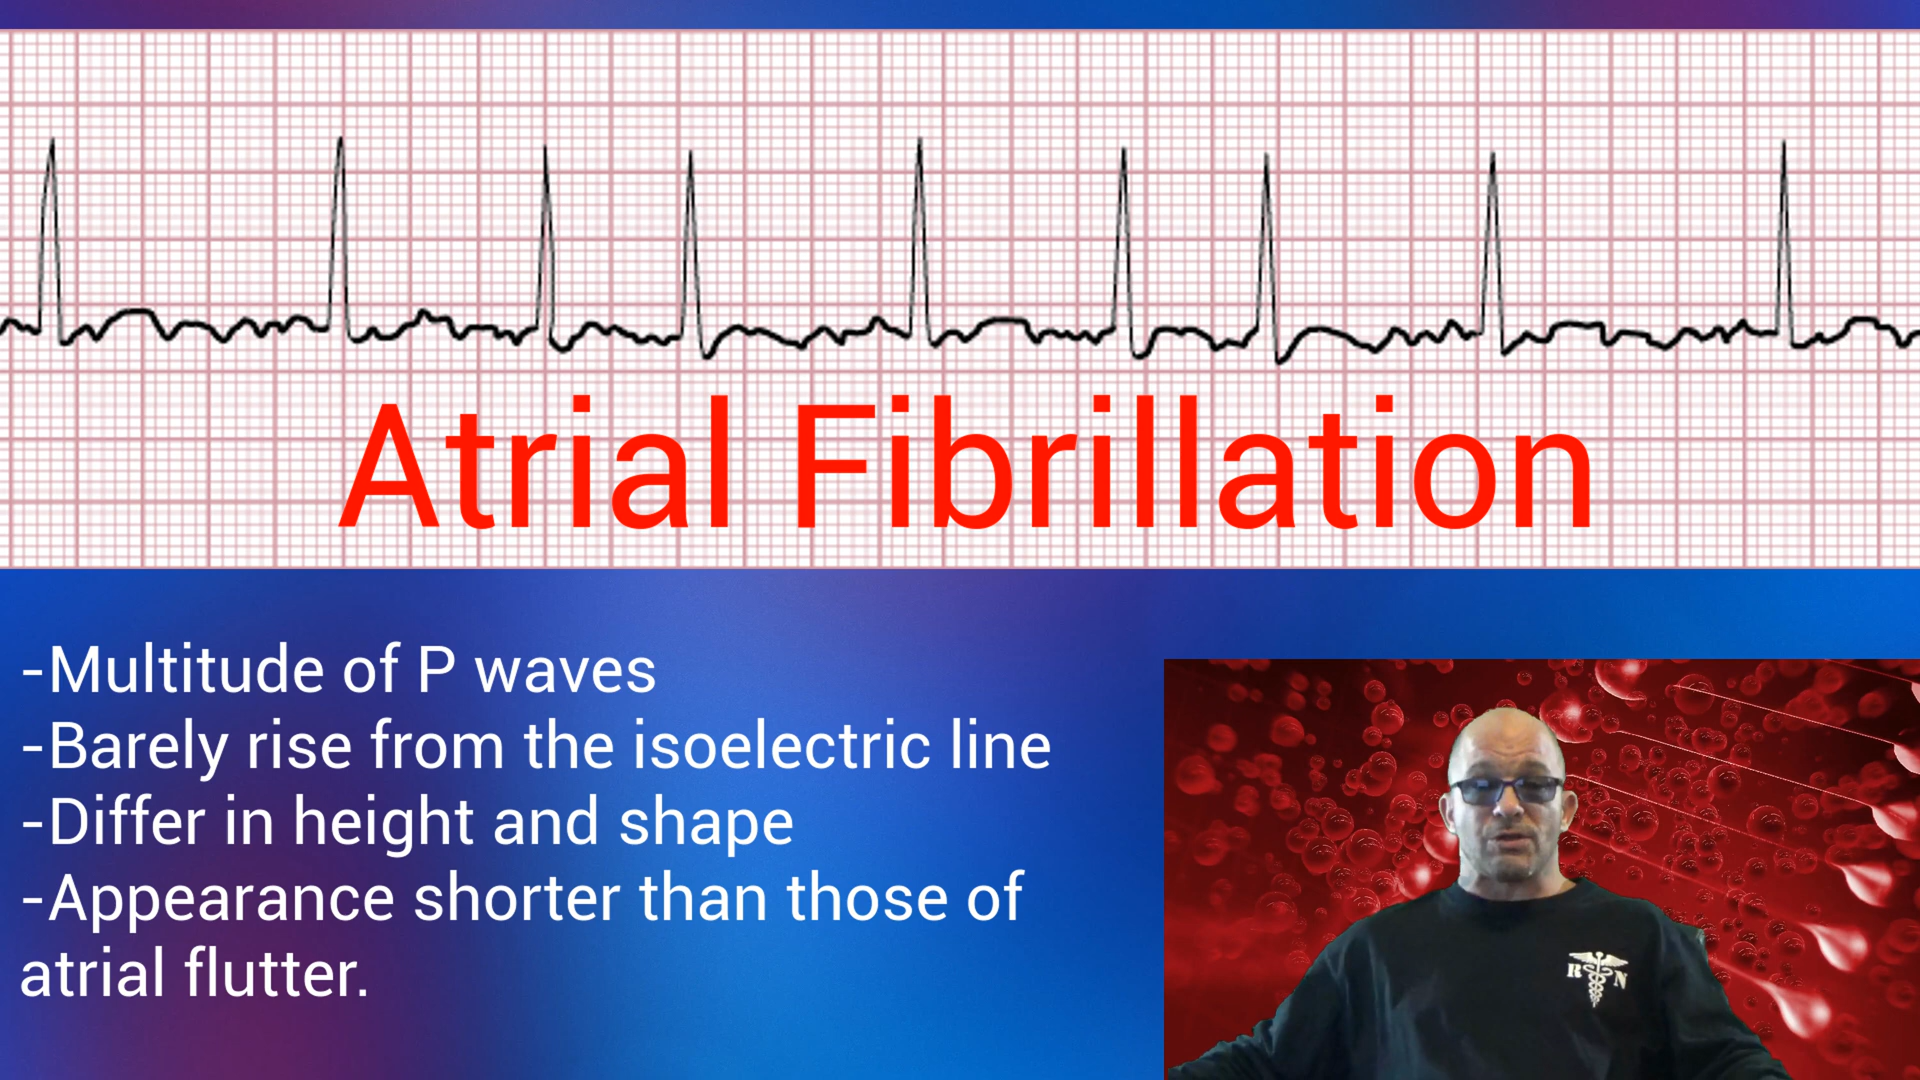 Atrial Fibrillation
-Multitude of P waves
-Barely rise from the isoelectric line
-Differ in height and shape
-Appearance shorter than those of
atrial flutter.
R N